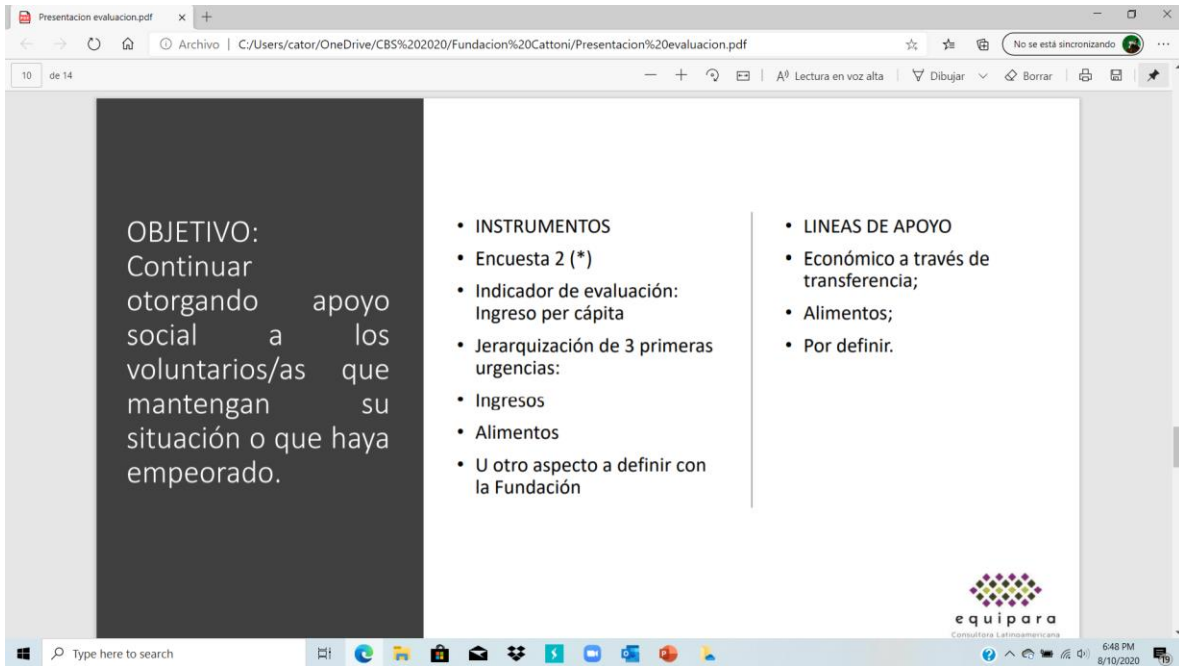 Presentacion evaluacion.pdf
Archivo | C:/Users/cator/OneDrive/CBS%202020/Fundacion%20Cattoni/Presentacion%20evaluacion.pdf
No se está sincronizando
10 de 14
Lectura en voz alta
Dibujar
Borrar
OBJETIVO:
Continuar
otorgando apoyo
social a los
voluntarios/as que
mantengan su
situación o que haya
empeorado.
• INSTRUMENTOS
• Encuesta 2 (*)
• Indicador de evaluación:
Ingreso per cápita
• Jerarquización de 3 primeras
urgencias:
• Ingresos
• Alimentos
• U otro aspecto a definir con
la Fundación
• LINEAS DE APOYO
• Económico a través de
transferencia;
• Alimentos;
• Por definir.
equipara
Consultora Latinoamericana
Type here to search
6:48 PM
8/10/2020
19